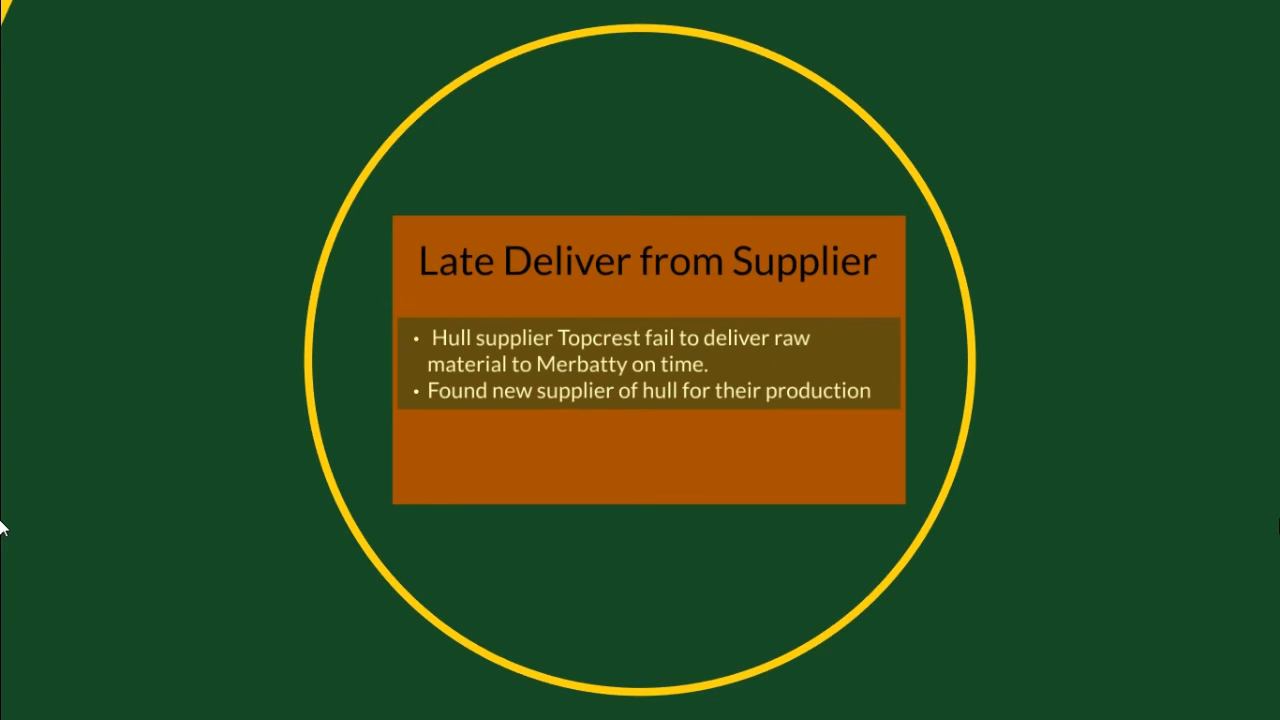 Late Deliver from Supplier
• Hull supplier Topcrest fail to deliver raw
material to Merbatty on time.
• Found new supplier of hull for their production